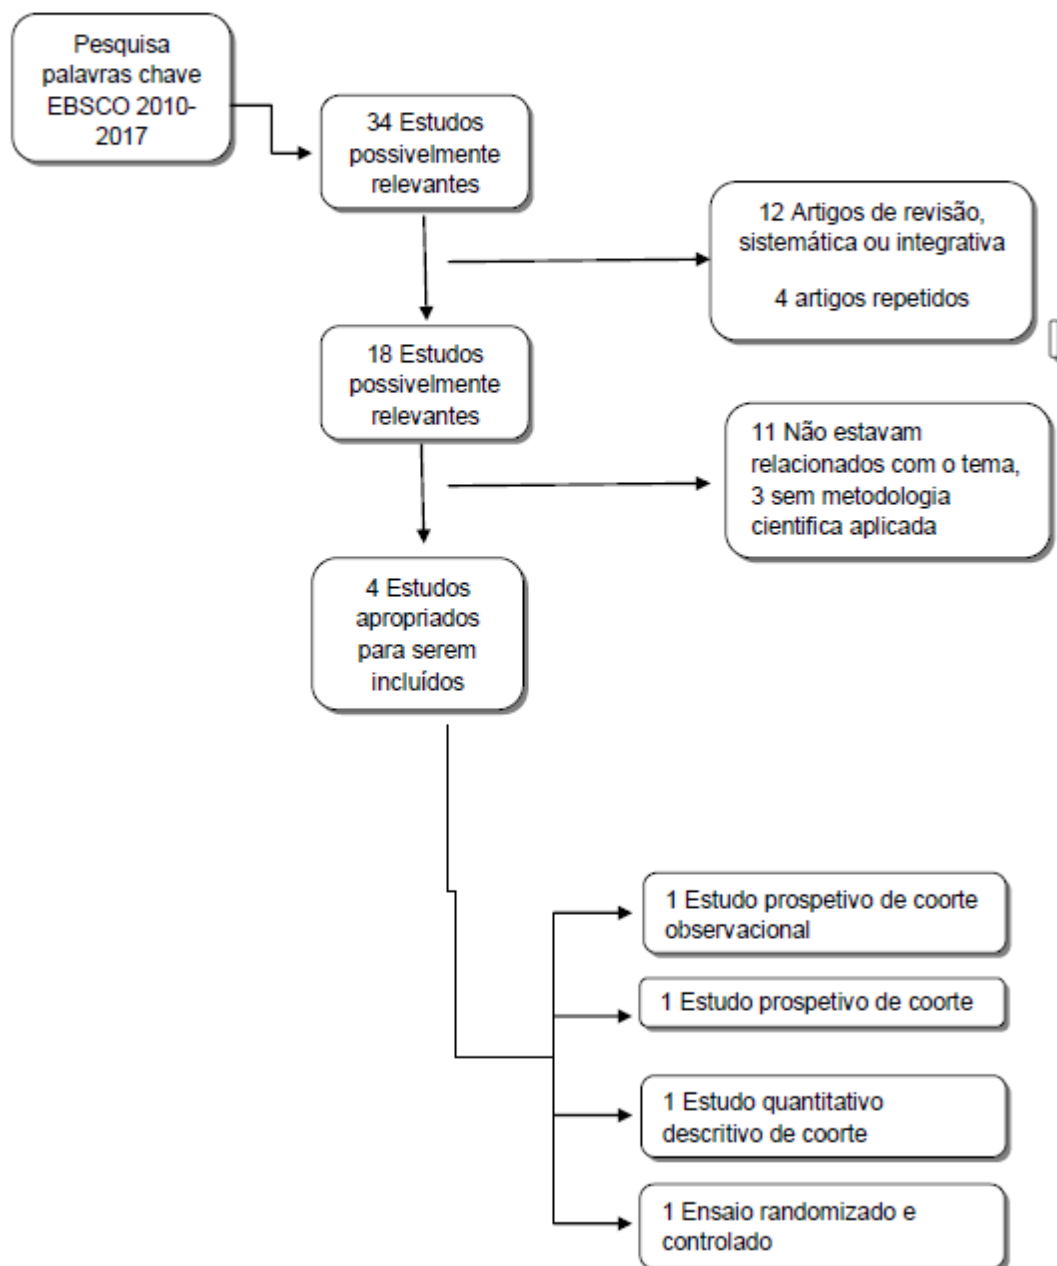 Pesquisa
palavras chave
EBSCO 2010-
2017
34 Estudos
possivelmente
relevantes
12 Artigos de revisão,
sistemática ou integrativa
4 artigos repetidos
18 Estudos
possivelmente
relevantes
11 Não estavam
relacionados com o tema,
3 sem metodologia
cientifica aplicada
4 Estudos
apropriados
para serem
incluídos
1 Estudo prospetivo de coorte
observacional
1 Estudo prospetivo de coorte
1 Estudo quantitativo
descritivo de coorte
1 Ensaio randomizado e
controlado